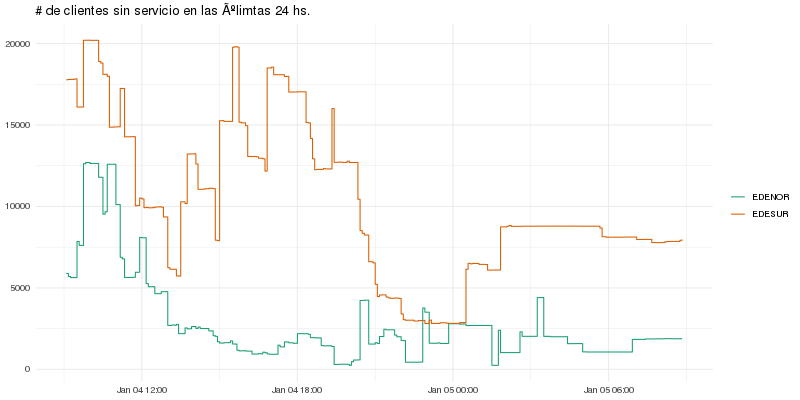 # de clientes sin servicio en las Ãºlimtas 24 hs.
20000
15000
10000
5000
0
Jan 04 12:00
Jan 04 18:00
Jan 05 00:00
Jan 05 06:00
EDENOR
EDESUR